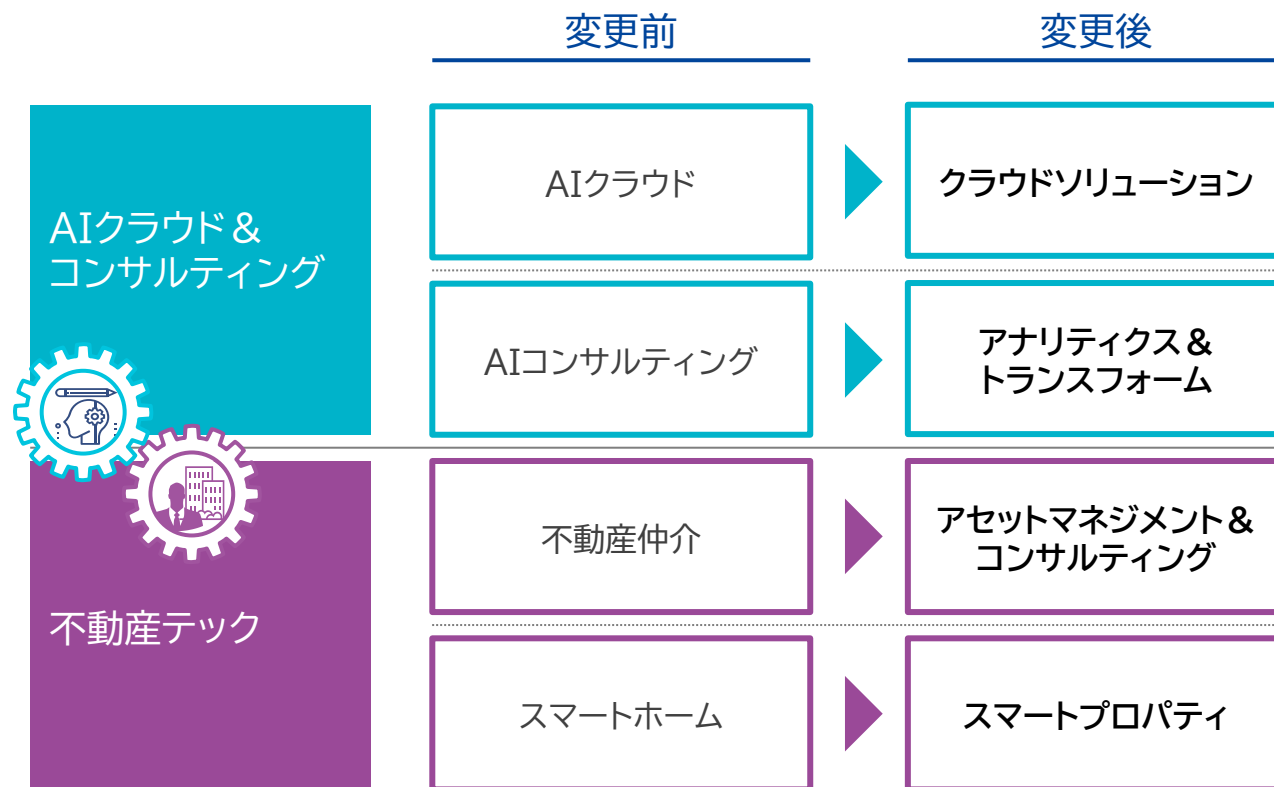 変更前
変更後
AIクラウド&
コンサルティング
AIクラウド
クラウドソリューション
AIコンサルティング
アナリティクス&
トランスフォーム
不動産テック
不動産仲介
アセットマネジメント&
コンサルティング
スマートホーム
スマートプロパティ